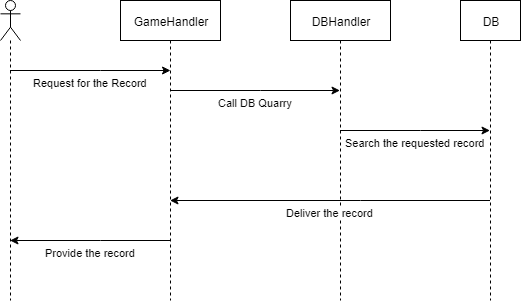 GameHandler
DBHandler
DB
Request for the Record
Call DB Quarry
Search the requested record
Deliver the record
Provide the record